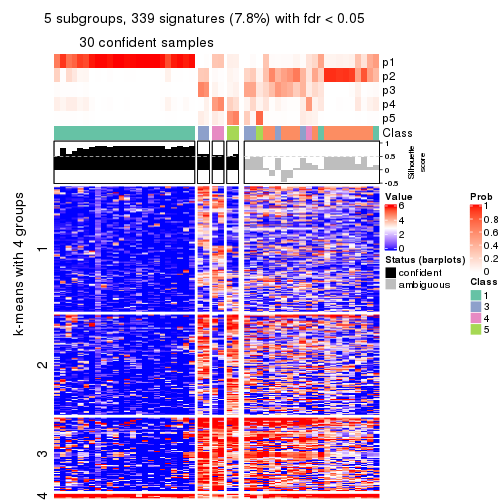 5 subgroups, 339 signatures (7.8%) with fdr < 0.05
30 confident samples
p1
p2
p3
p4
p5
Class
1
0.5
0
-0.5
Silhouette
score
k-means with 4 groups
1
2
3
4
Value
6
4
2
0
Status (barplots)
confident
ambiguous
Class
1
3
4
5
Prob
1
0.8
0.6
0.4
0.2
0